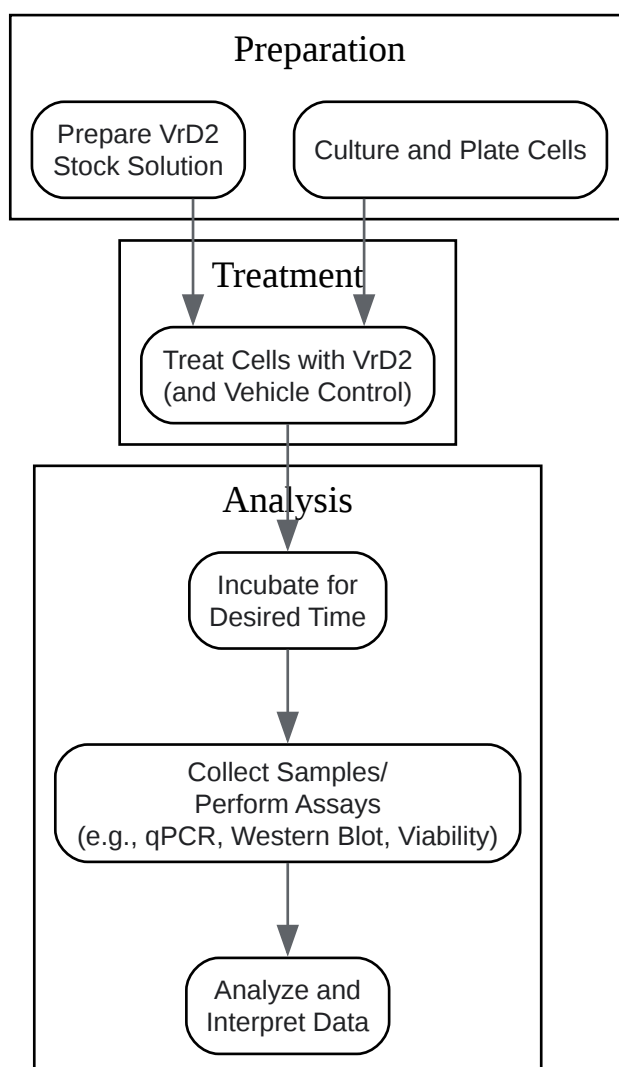 Preparation
Prepare VrD2
Stock Solution
Culture and Plate Cells
Treatment
Treat Cells with VrD2
(and Vehicle Control)
Analysis
Incubate for
Desired Time
Collect Samples/
Perform Assays
(e.g., qPCR, Western Blot, Viability)
Analyze and
Interpret Data